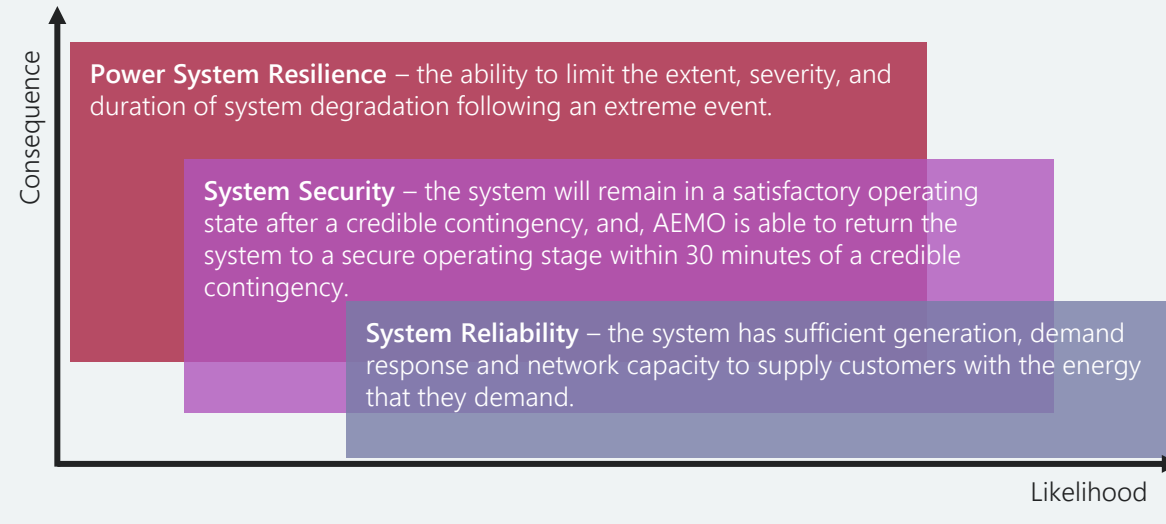 Consequence
Power System Resilience – the ability to limit the extent, severity, and
duration of system degradation following an extreme event.
System Security – the system will remain in a satisfactory operating
state after a credible contingency, and, AEMO is able to return the
system to a secure operating stage within 30 minutes of a credible
contingency.
System Reliability – the system has sufficient generation, demand
response and network capacity to supply customers with the energy
that they demand.
Likelihood